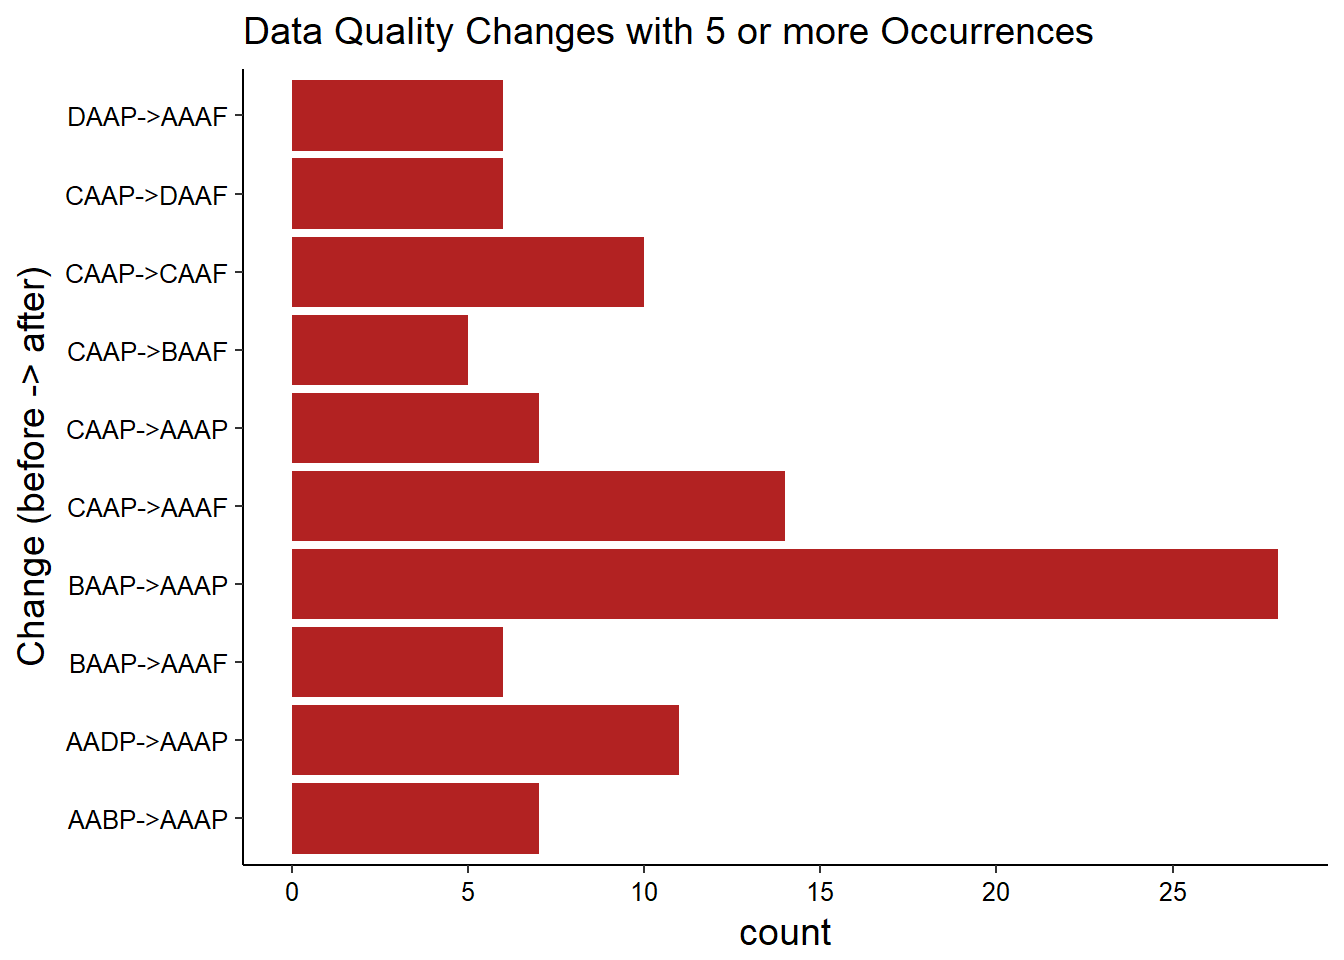 Data Quality Changes with 5 or more Occurrences
DAAP->AAAF
CAAP->DAAF
CAAP->CAAF
CAAP->BAAF
CAAP->AAAP
CAAP->AAAF
BAAP->AAAP
BAAP->AAAF
AADP->AAAP
AABP->AAAP
Change (before -> after)
0 5 10 15 20 25
count